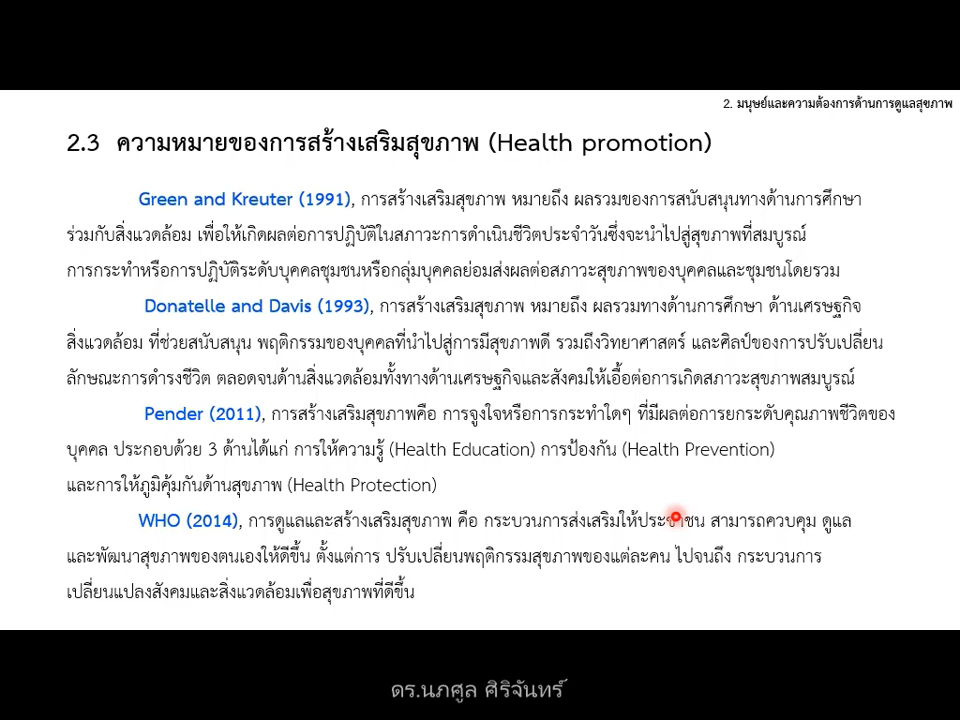 2. มนุษย์และความต้องการด้านการดูแลสุขภาพ
2.3 ความหมายของการสร้างเสริมสุขภาพ (Health promotion)
Green and Kreuter (1991), การสร้างเสริมสุขภาพ หมายถึง ผลรวมของการสนับสนุนทางด้านการศึกษา
ร่วมกับสิ่งแวดล้อม เพื่อให้เกิดผลต่อการปฏิบัติในสภาวะการดำเนินชีวิตประจำวันซึ่งจะนำไปสู่สุขภาพที่สมบูรณ์
การกระทำหรือการปฏิบัติระดับบุคคลชุมชนหรือกลุ่มบุคคลย่อมส่งผลต่อสภาวะสุขภาพของบุคคลและชุมชนโดยรวม
Donatelle and Davis (1993), การสร้างเสริมสุขภาพ หมายถึง ผลรวมทางด้านการศึกษา ด้านเศรษฐกิจ
สิ่งแวดล้อม ที่ช่วยสนับสนุน พฤติกรรมของบุคคลที่นำไปสู่การมีสุขภาพดี รวมถึงวิทยาศาสตร์ และศิลป์ของการปรับเปลี่ยน
ลักษณะการดำรงชีวิต ตลอดจนด้านสิ่งแวดล้อมทั้งทางด้านเศรษฐกิจและสังคมให้เอื้อต่อการเกิดสภาวะสุขภาพสมบูรณ์
Pender (2011), การสร้างเสริมสุขภาพคือ การจูงใจหรือการกระทำใดๆ ที่มีผลต่อการยกระดับคุณภาพชีวิตของ
บุคคล ประกอบด้วย 3 ด้านได้แก่ การให้ความรู้ (Health Education) การป้องกัน (Health Prevention)
และการให้ภูมิคุ้มกันด้านสุขภาพ (Health Protection)
WHO (2014), การดูแลและสร้างเสริมสุขภาพ คือ กระบวนการส่งเสริมให้ประชาชน สามารถควบคุม ดูแล
และพัฒนาสุขภาพของตนเองให้ดีขึ้น ตั้งแต่การ ปรับเปลี่ยนพฤติกรรมสุขภาพของแต่ละคน ไปจนถึง กระบวนการ
เปลี่ยนแปลงสังคมและสิ่งแวดล้อมเพื่อสุขภาพที่ดีขึ้น
ดร.นภศูล ศิริจันทร์